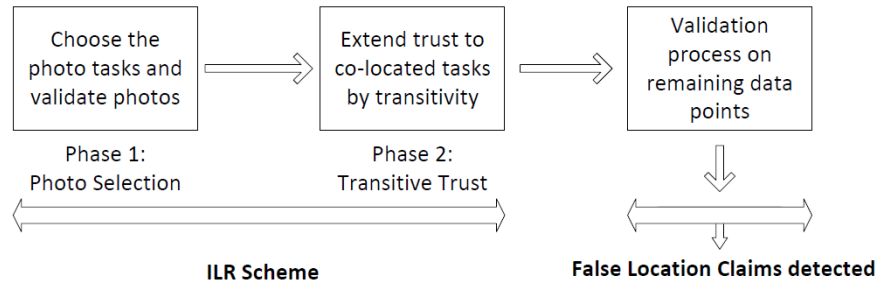 Choose the
photo tasks and
validate photos
Extend trust to
co-located tasks
by transitivity
Validation
process on
remaining data
points
Phase 1:
Photo Selection
Phase 2:
Transitive Trust
ILR Scheme
False Location Claims detected